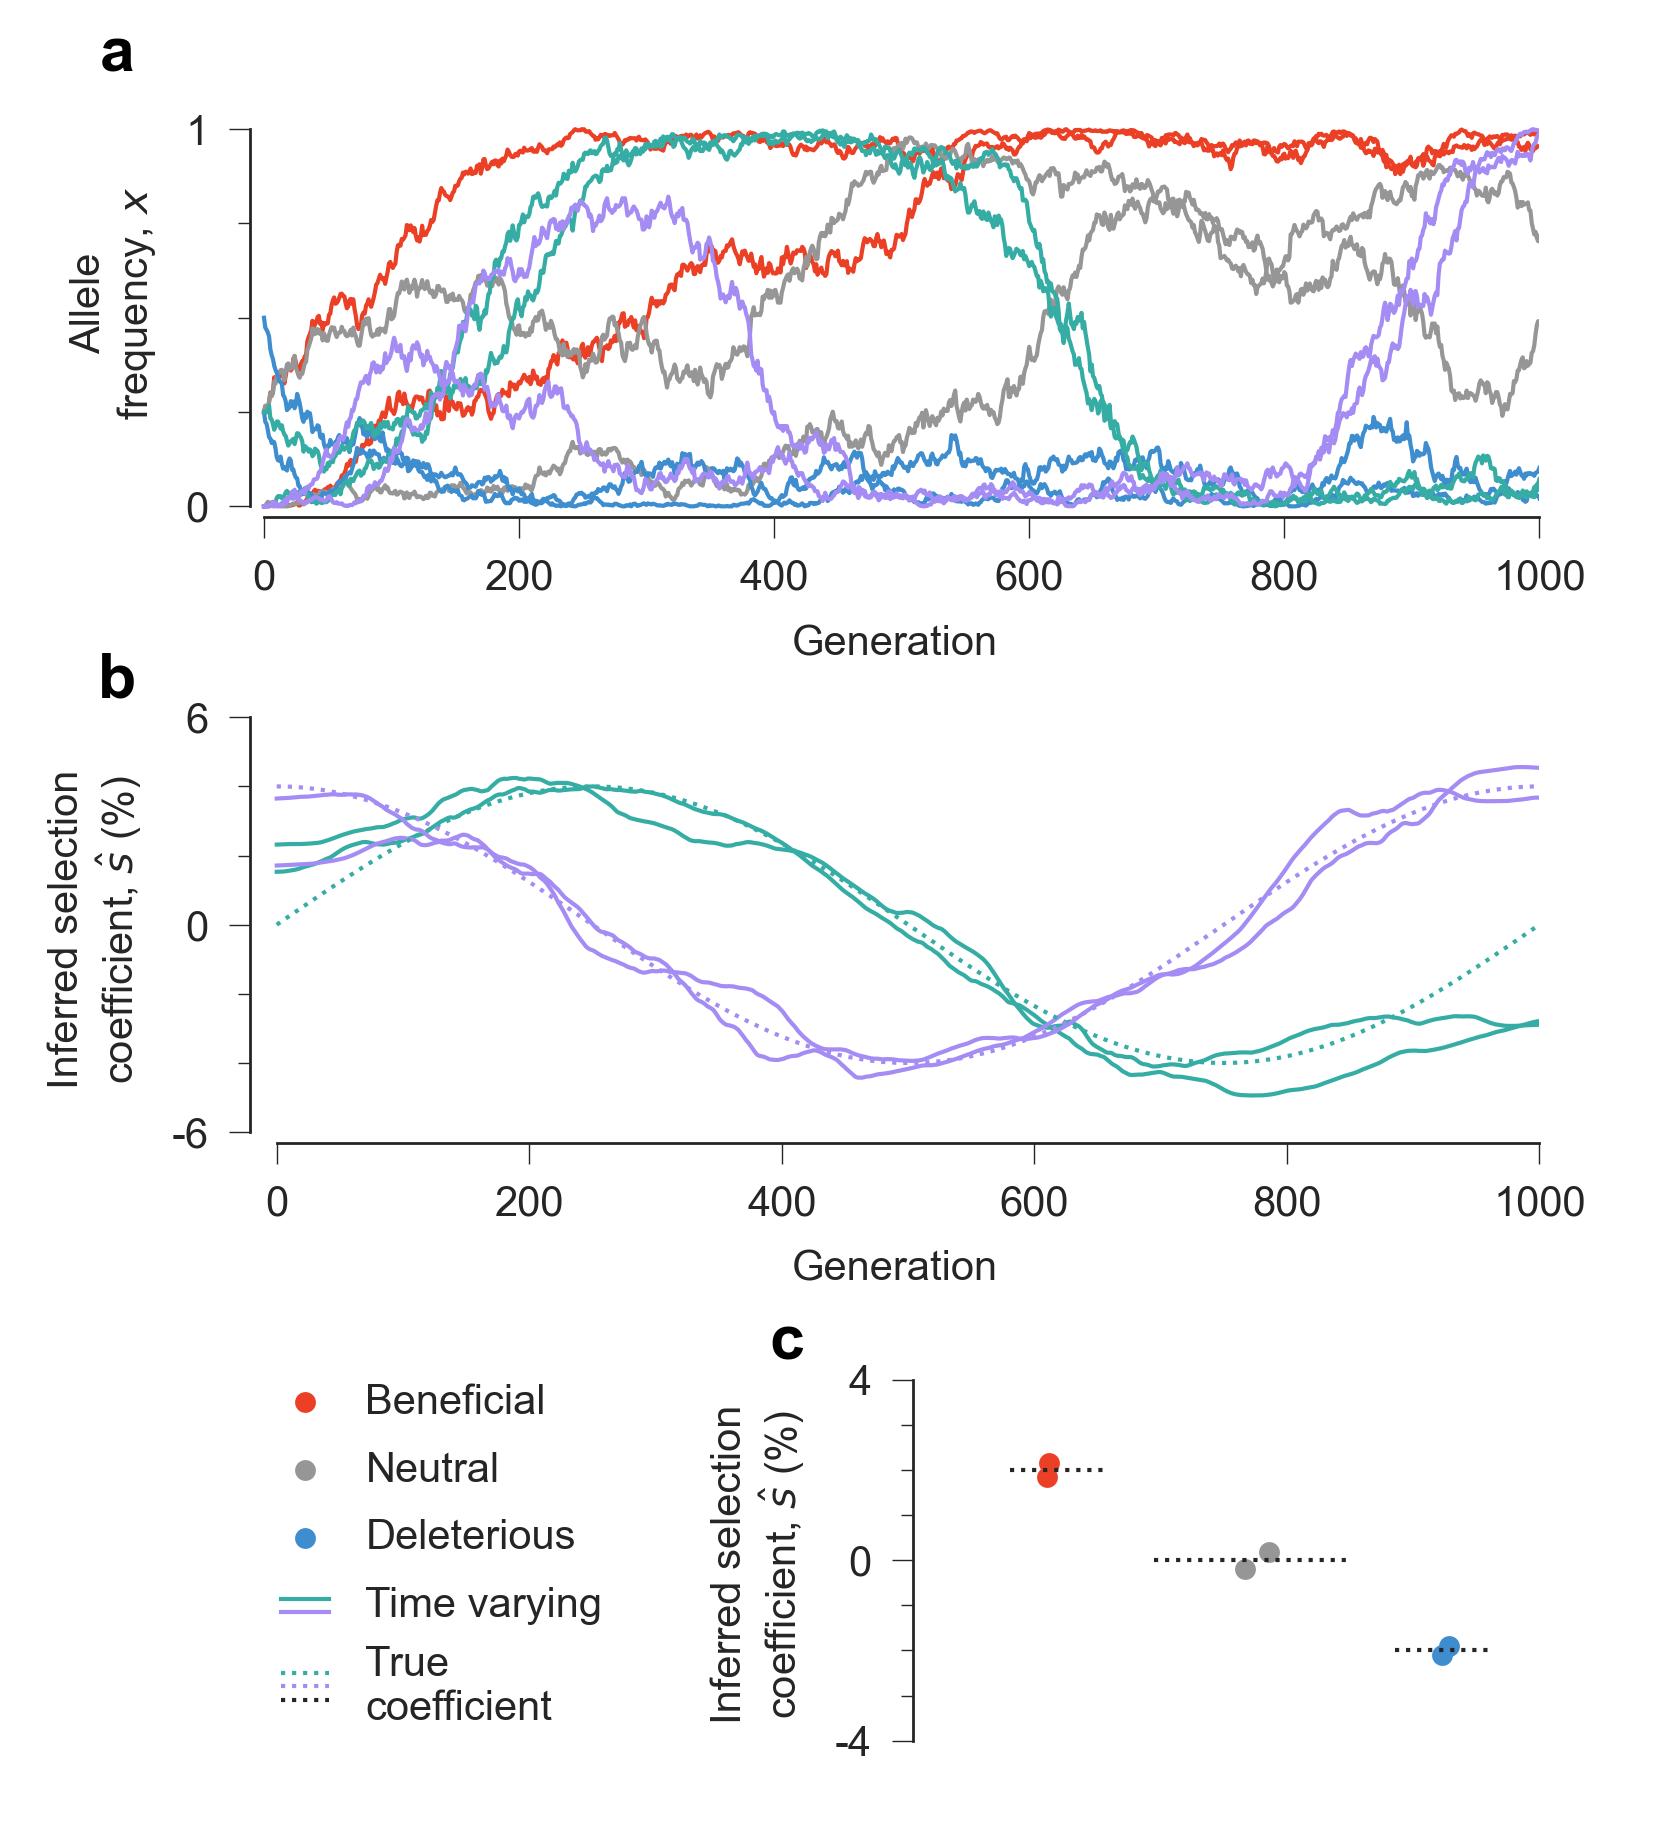 a
1
0
Allele
frequency, x
0 200 400 600 800 1000
Generation
b
6
0
-6
Inferred selection
coefficient, ŝ (%)
0 200 400 600 800 1000
Generation
Beneficial
Neutral
Deleterious
Time varying
True
coefficient
c
4
0
-4
Inferred selection
coefficient, ŝ (%)